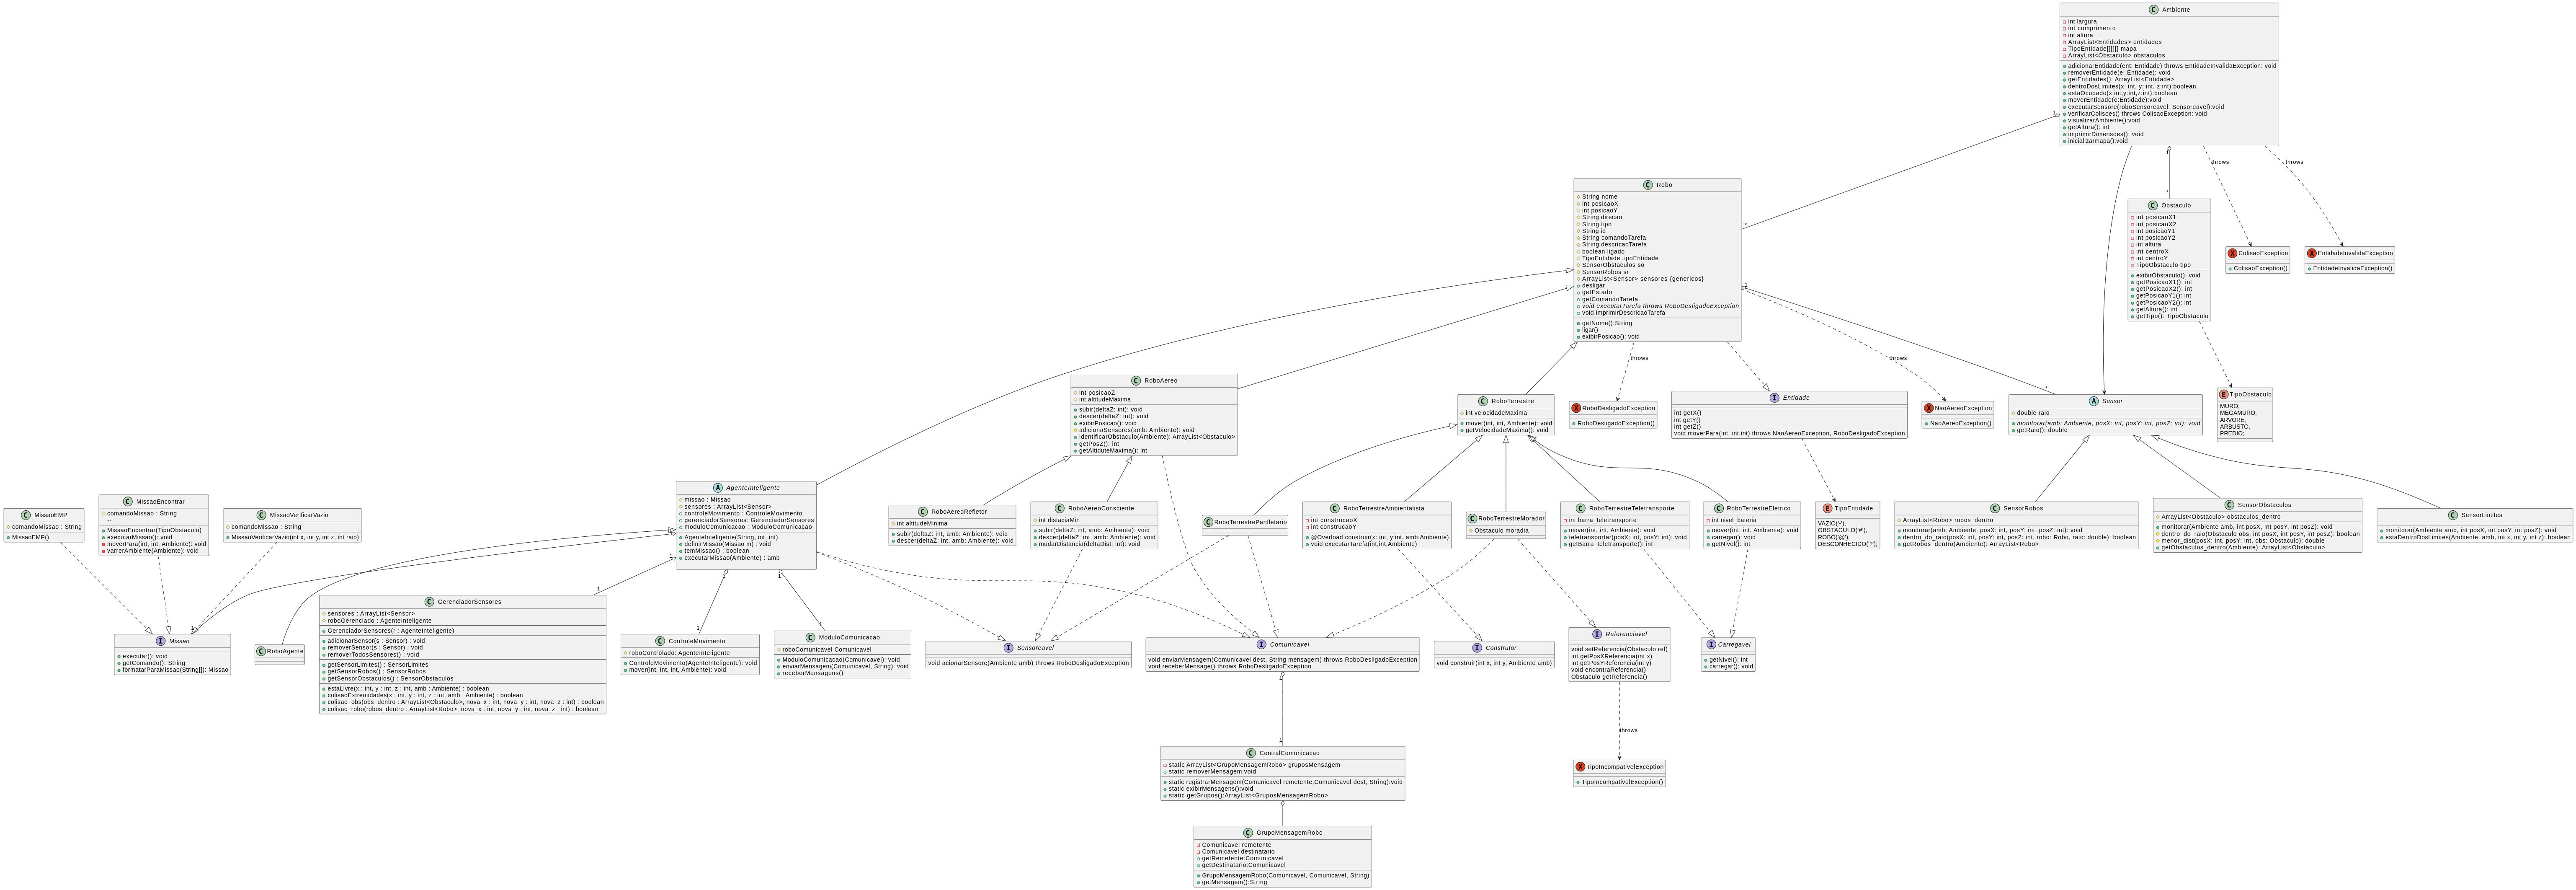 Ambiente
int largura
int comprimento
int altura
ArrayList<Entidades> entidades
TipoEntidade[][][] mapa
ArrayList<Obstaculo> obstaculos
adicionarEntidade(ent: Entidade) throws EntidadeInvalidaException: void
removerEntidade(e: Entidade): void
getEntidades(): ArrayList<Entidade>
dentroDosLimites(x: int, y: int, z:int):boolean
estaOcupado(x:int,y:int,z:int):boolean
moverEntidade(e:Entidade):void
executarSensore(roboSensoreavel: Sensoreavel):void
verificarColisoes() throws ColisaoException: void
visualizarAmbiente():void
getAltura(): int
imprimirDimensoes(): void
inicializarmapa():void
1
1
throws
throws
*
*
Robo
String nome
int posicaoX
int posicaoY
String direcao
String tipo
String id
String comandoTarefa
String descricaoTarefa
boolean ligado
TipoEntidade tipoEntidade
SensorObstaculos so
SensorRobos sr
ArrayList<Sensor> sensores {genericos}
desligar
getEstado
getComandoTarefa
void executarTarefa throws RoboDesligadoException
void imprimirDescricaoTarefa
getNome():String
ligar()
exibirPosicao(): void
1
throws
throws
*
Obstaculo
int posicaoX1
int posicaoX2
int posicaoY1
int posicaoY2
int altura
int centroX
int centroY
TipoObstaculo tipo
exibirObstaculo(): void
getPosicaoX1(): int
getPosicaoX2(): int
getPosicaoY1(): int
getPosicaoY2(): int
getAltura(): int
getTipo(): TipoObstaculo
ColisaoException
ColisaoException()
EntidadeInvalidaException
EntidadeInvalidaException()
RoboAereo
int posicaoZ
int altitudeMaxima
subir(deltaZ: int): void
descer(deltaZ: int): void
exibirPosicao(): void
adicionaSensores(amb: Ambiente): void
identificarObstaculo(Ambiente): ArrayList<Obstaculo>
getPosZ(): int
getAltiduteMaxima(): int
RoboTerrestre
int velocidadeMaxima
mover(int, int, Ambiente): void
getVelocidadeMaxima(): void
RoboDesligadoException
RoboDesligadoException()
Entidade
int getX()
int getY()
int getZ()
void moverPara(int, int,int) throws NaoAereoException, RoboDesligadoException
NaoAereoException
NaoAereoException()
Sensor
double raio
monitorar(amb: Ambiente, posX: int, posY: int, posZ: int): void
getRaio(): double
TipoObstaculo
MURO,
MEGAMURO,
ARVORE,
ARBUSTO,
PREDIO;
MissaoEMP
comandoMissao : String
MissaoEMP()
MissaoEncontrar
comandoMissao : String
--
MissaoEncontrar(TipoObstaculo)
executarMissao(): void
moverPara(int, int, Ambiente): void
varrerAmbiente(Ambiente): void
MissaoVerificarVazio
comandoMissao : String
MissaoVerificarVazio(int x, int y, int z, int raio)
AgenteInteligente
missao : Missao
sensores : ArrayList<Sensor>
controleMovimento : ControleMovimento
gerenciadorSensores: GerenciadorSensores
moduloComunicacao : ModuloComunicacao
AgenteInteligente(String, int, int)
definirMissao(Missao m) : void
temMissao() : boolean
executarMissao(Ambiente) : amb
RoboAereoRefletor
int altitudeMinima
subir(deltaZ: int, amb: Ambiente): void
descer(deltaZ: int, amb: Ambiente): void
RoboAereoConsciente
int distaciaMin
subir(deltaZ: int, amb: Ambiente): void
descer(deltaZ: int, amb: Ambiente): void
mudarDistancia(deltaDist: int): void
RoboTerrestrePanfletario
RoboTerrestreAmbientalista
int construcaoX
int construcaoY
@Overload construir(x: int, y:int, amb:Ambiente)
void executarTarefa(int,int,Ambiente)
RoboTerrestreMorador
Obstaculo moradia
RoboTerrestreTeletransporte
int barra_teletransporte
mover(int, int, Ambiente): void
teletransportar(posX: int, posY: int): void
getBarra_teletransporte(): int
RoboTerrestreEletrico
int nivel_bateria
mover(int, int, Ambiente): void
carregar(): void
getNivel(): int
TipoEntidade
VAZIO('-'),
OBSTACULO('#'),
ROBO('@'),
DESCONHECIDO('?');
SensorRobos
ArrayList<Robo> robos_dentro
monitorar(amb: Ambiente, posX: int, posY: int, posZ: int): void
dentro_do_raio(posX: int, posY: int, posZ: int, robo: Robo, raio: double): boolean
getRobos_dentro(Ambiente): ArrayList<Robo>
SensorObstaculos
ArrayList<Obstaculo> obstaculos_dentro
monitorar(Ambiente amb, int posX, int posY, int posZ): void
dentro_do_raio(Obstaculo obs, int posX, int posY, int posZ): boolean
menor_dist(posX: int, posY: int, obs: Obstaculo): double
getObstaculos_dentro(Ambiente): ArrayList<Obstaculo>
SensorLimites
monitorar(Ambiente amb, int posX, int posY, int posZ): void
estaDentroDosLimites(Ambiente, amb, int x, int y, int z): boolean
1
1
1
1
1
1
1
Missao
executar(): void
getComando(): String
formatarParaMissao(String[]): Missao
RoboAgente
GerenciadorSensores
sensores : ArrayList<Sensor>
roboGerenciado : AgenteInteligente
GerenciadorSensores(r : AgenteInteligente)
adicionarSensor(s : Sensor) : void
removerSensor(s : Sensor) : void
removerTodosSensores() : void
getSensorLimites() : SensorLimites
getSensorRobos() : SensorRobos
getSensorObstaculos() : SensorObstaculos
estaLivre(x : int, y : int, z : int, amb : Ambiente) : boolean
colisaoExtremidades(x : int, y : int, z : int, amb : Ambiente) : boolean
colisao_obs(obs_dentro : ArrayList<Obstaculo>, nova_x : int, nova_y : int, nova_z : int) : boolean
colisao_robo(robos_dentro : ArrayList<Robo>, nova_x : int, nova_y : int, nova_z : int) : boolean
ControleMovimento
roboControlado: AgenteInteligente
ControleMovimento(AgenteInteligente): void
mover(int, int, int, Ambiente): void
ModuloComunicacao
roboComunicavel Comunicavel
ModuloComunicacao(Comunicavel): void
enviarMensagem(Comunicavel, String): void
receberMensagens()
Sensoreavel
void acionarSensore(Ambiente amb) throws RoboDesligadoException
Comunicavel
void enviarMensagem(Comunicavel dest, String mensagem) throws RoboDesligadoException
void receberMensage() throws RoboDesligadoException
Construtor
void construir(int x, int y, Ambiente amb)
Referenciavel
void setReferencia(Obstaculo ref)
int getPosXReferencia(int x)
int getPosYReferencia(int y)
void encontraReferencia()
Obstaculo getReferencia()
Carregavel
getNivel(): int
carregar(): void
1
1
throws
CentralComunicacao
static ArrayList<GrupoMensagemRobo> gruposMensagem
static removerMensagem:void
static registrarMensagem(Comunicavel remetente,Comunicavel dest, String):void
static exibirMensagens():void
static getGrupos():ArrayList<GruposMensagemRobo>
TipoIncompativelException
TipoIncompativelException()
GrupoMensagemRobo
Comunicavel remetente
Comunicavel destinatario
getRemetente:Comunicavel
getDestinatario:Comunicavel
GrupoMensagemRobo(Comunicavel, Comunicavel, String)
getMensagem():String